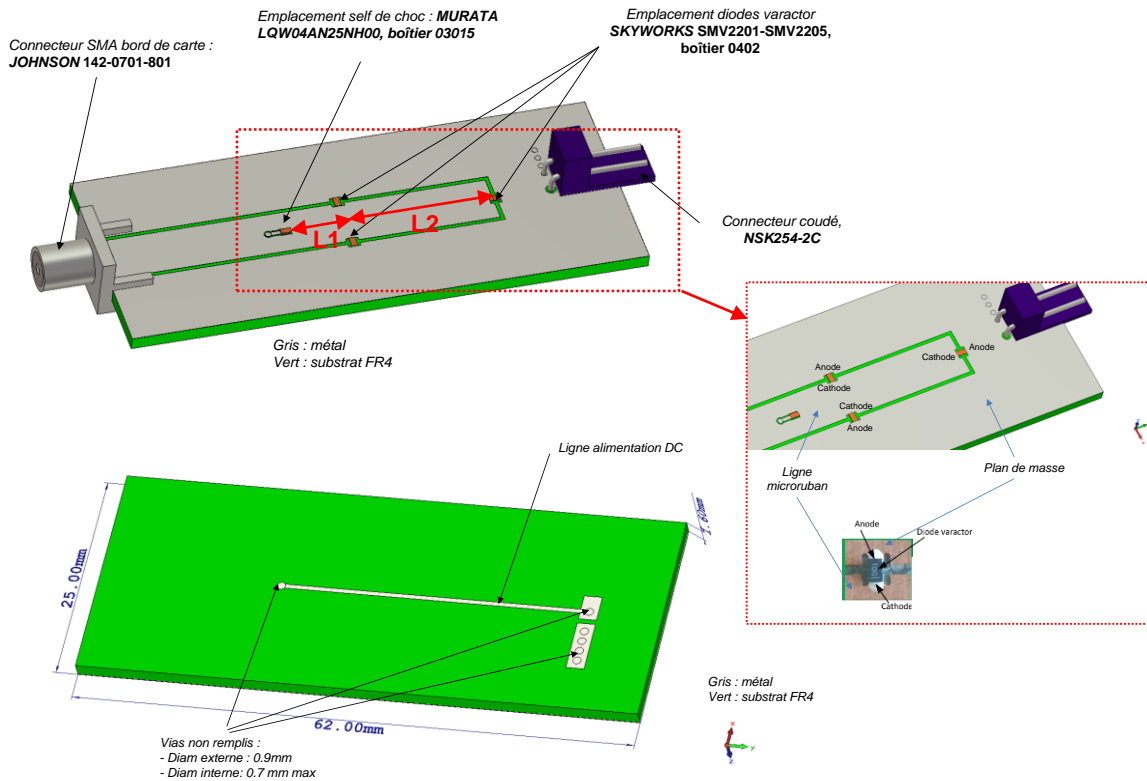 Emplacement self de choc : MURATA
LQW04AN25NH00, boîtier 03015
Emplacement diodes varactor
SKYWORKS SMV2201-SMV2205,
boîtier 0402
Connecteur SMA bord de carte :
JOHNSON 142-0701-801
L1
L2
Connecteur coudé,
NSK254-2C
Gris : métal
Vert : substrat FR4
Anode
Cathode
Anode
Cathode
Cathode
Anode
Ligne
microruban
Plan de masse
Anode
Diode varactor
Cathode
Ligne alimentation DC
1.60mm
25.00mm
62.00mm
Vias non remplis :
- Diam externe : 0.9mm
- Diam interne: 0.7 mm max
Gris : métal
Vert : substrat FR4
x
y